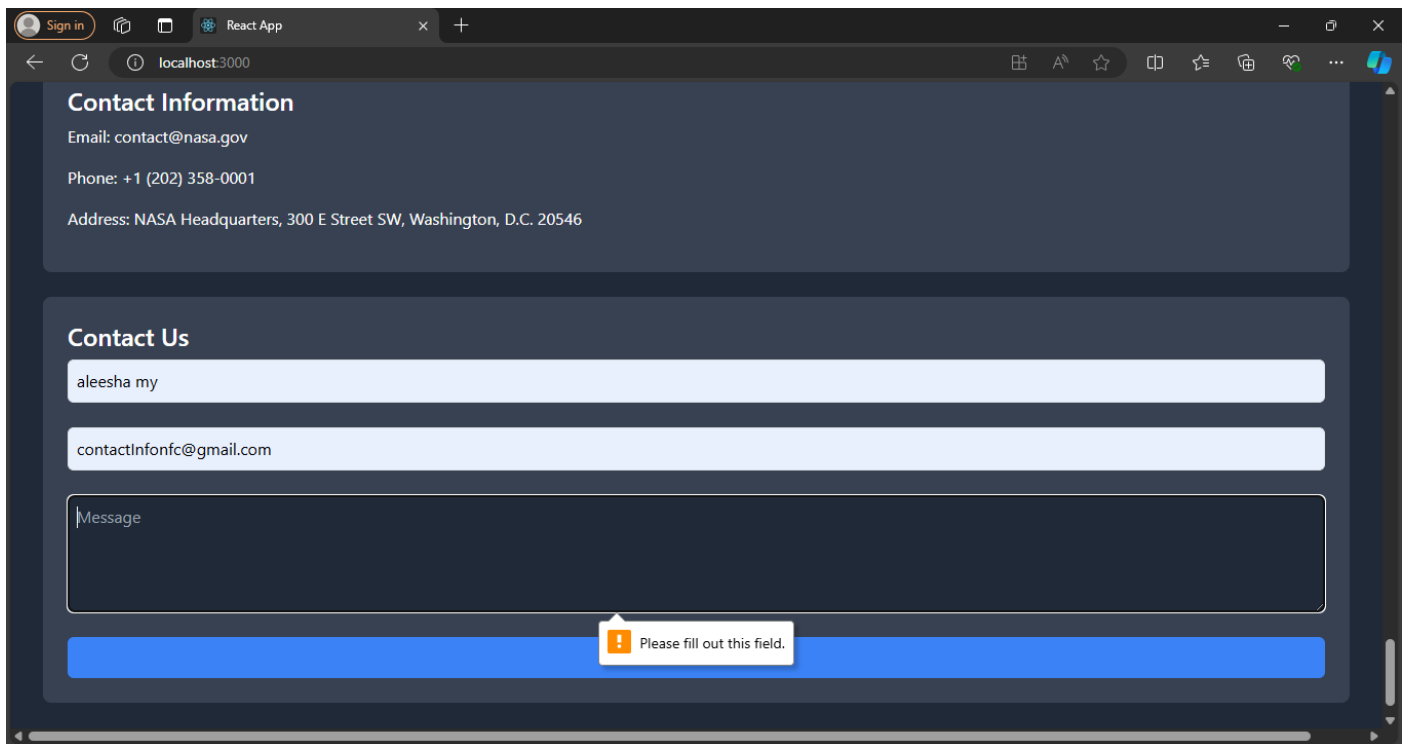 Sign in
React App
localhost:3000
Contact Information
Email: contact@nasa.gov
Phone: +1 (202) 358-0001
Address: NASA Headquarters, 300 E Street SW, Washington, D.C. 20546
Contact Us
aleesha my
contactInfonfc@gmail.com
Message
Please fill out this field.